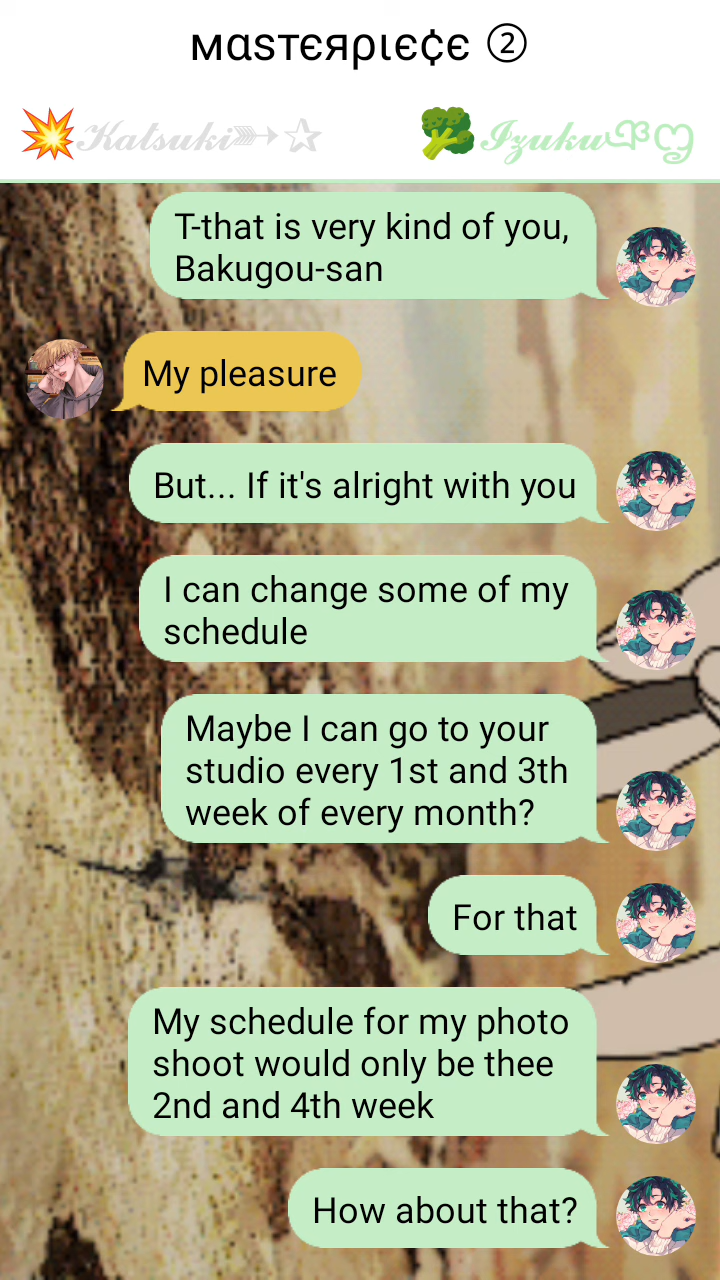 мαsтєяριє¢є ②
💥𝓚𝓪𝓽𝓼𝓾𝓴𝓲➳☆
🥦𝓘𝔃𝓾𝓴𝓾ঞღ
T-that is very kind of you,
Bakugou-san
My pleasure
But... If it's alright with you
I can change some of my
schedule
Maybe I can go to your
studio every 1st and 3th
week of every month?
For that
My schedule for my photo
shoot would only be thee
2nd and 4th week
How about that?